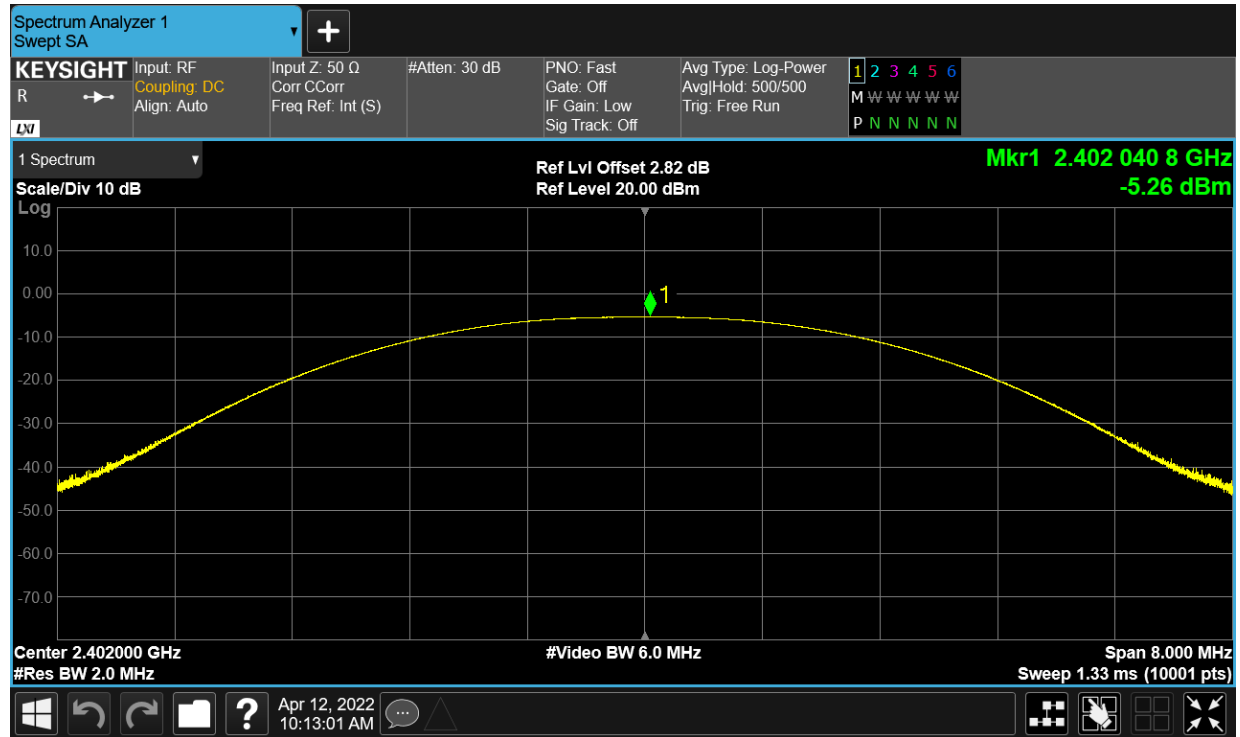 Spectrum Analyzer 1
Swept SA
+
KEYSIGHT
R
LXI
Input: RF
Coupling: DC
Align: Auto
Input Z: 50 Ω
Corr CCorr
Freq Ref: Int (S)
#Atten: 30 dB
PNO: Fast
Gate: Off
IF Gain: Low
Sig Track: Off
Avg Type: Log-Power
Avg|Hold: 500/500
Trig: Free Run
1 2 3 4 5 6
M W W W W W
P N N N N N
1 Spectrum
Scale/Div 10 dB
Log
Ref Lvl Offset 2.82 dB
Ref Level 20.00 dBm
Mkr1 2.402 040 8 GHz
-5.26 dBm
10.0
0.00
1
-10.0
-20.0
-30.0
-40.0
-50.0
-60.0
-70.0
Center 2.402000 GHz
#Video BW 6.0 MHz
Span 8.000 MHz
#Res BW 2.0 MHz
Sweep 1.33 ms (10001 pts)
?
Apr 12, 2022
10:13:01 AM